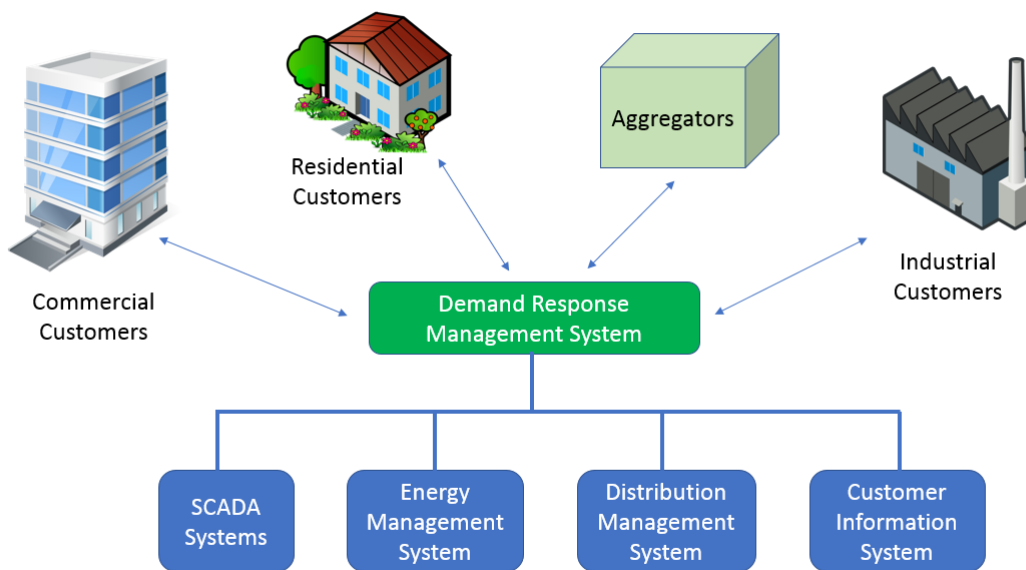 Residential
Customers
Aggregators
Commercial
Customers
Industrial
Customers
Demand Response
Management System
SCADA
Systems
Energy
Management
System
Distribution
Management
System
Customer
Information
System